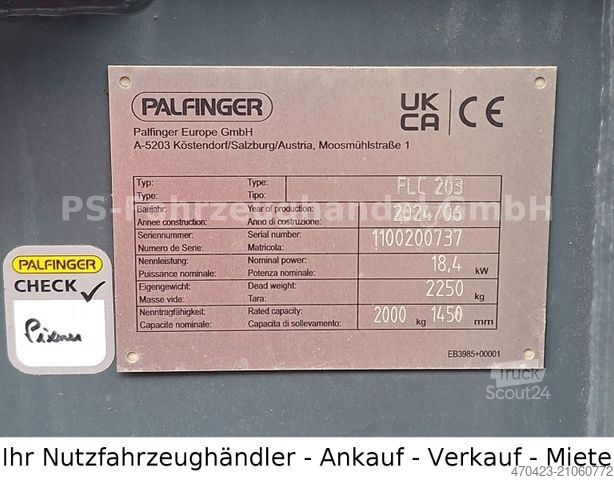 PALFINGER
UK
CA CE
Palfinger Europe GmbH
A-5203 Köstendorf/Salzburg/Austria, Moosmühlstraße 1
Typ: Type: FLC 203
Type: Tipo:
PS-Fahrzeughandel GmbH
Baujahr: Year of production: 2024/06
Annee construction: Anno di costruzione:
Seriennummer: Serial number: 1100200737
Numero de Serie: Matricola:
Nennleistung: Nominal power: 18,4 kW
Puissance nominale: Potenza nominale:
Eigengewicht: Dead weight: 2250 kg
Masse vide: Tara:
Nenntragfähigkeit: Rated capacity: 2000 kg 1450 mm
Capacite nominale: Capacita di sollevamento:
EB3985+00001
PALFINGER
CHECK
Truck
Scout24
Ihr Nutzfahrzeughändler - Ankauf - Verkauf - Miete
470423-21060772